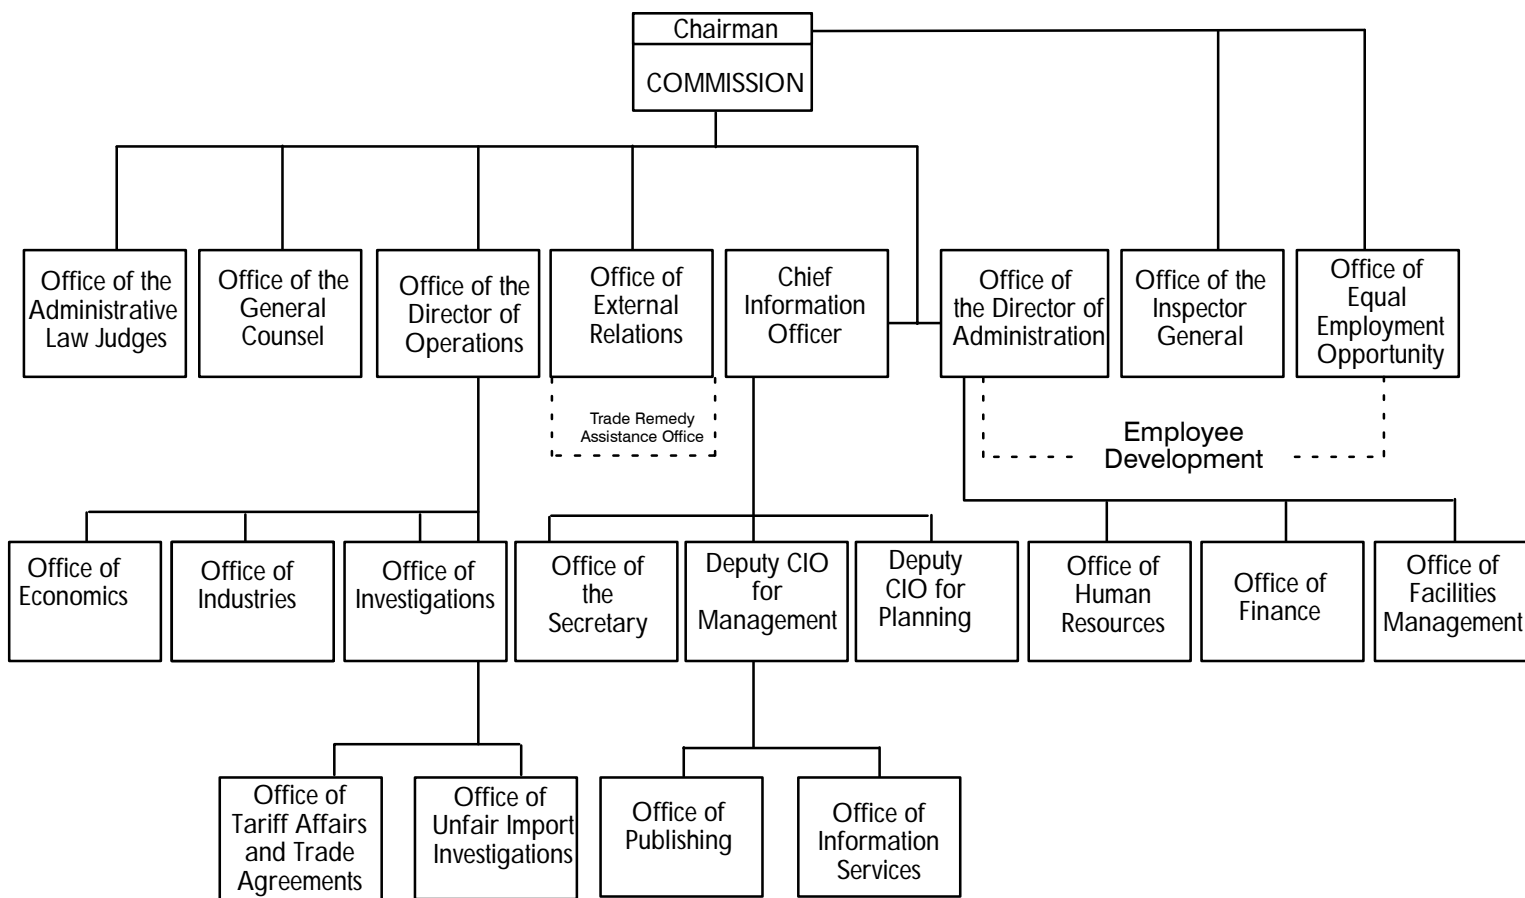 Chairman
COMMISSION
Office of the
Administrative
Law Judges
Office of the
General
Counsel
Office of the
Director of
Operations
Office of
External
Relations
Chief
Information
Officer
Office of
the Director of
Administration
Office of the
Inspector
General
Office of
Equal
Employment
Opportunity
Trade Remedy
Assistance Office
Employee
Development
Office of
Economics
Office of
Industries
Office of
Investigations
Office of
the
Secretary
Deputy CIO
for
Management
Deputy
CIO for
Planning
Office of
Human
Resources
Office of
Finance
Office of
Facilities
Management
Office of
Tariff Affairs
and Trade
Agreements
Office of
Unfair Import
Investigations
Office of
Publishing
Office of
Information
Services